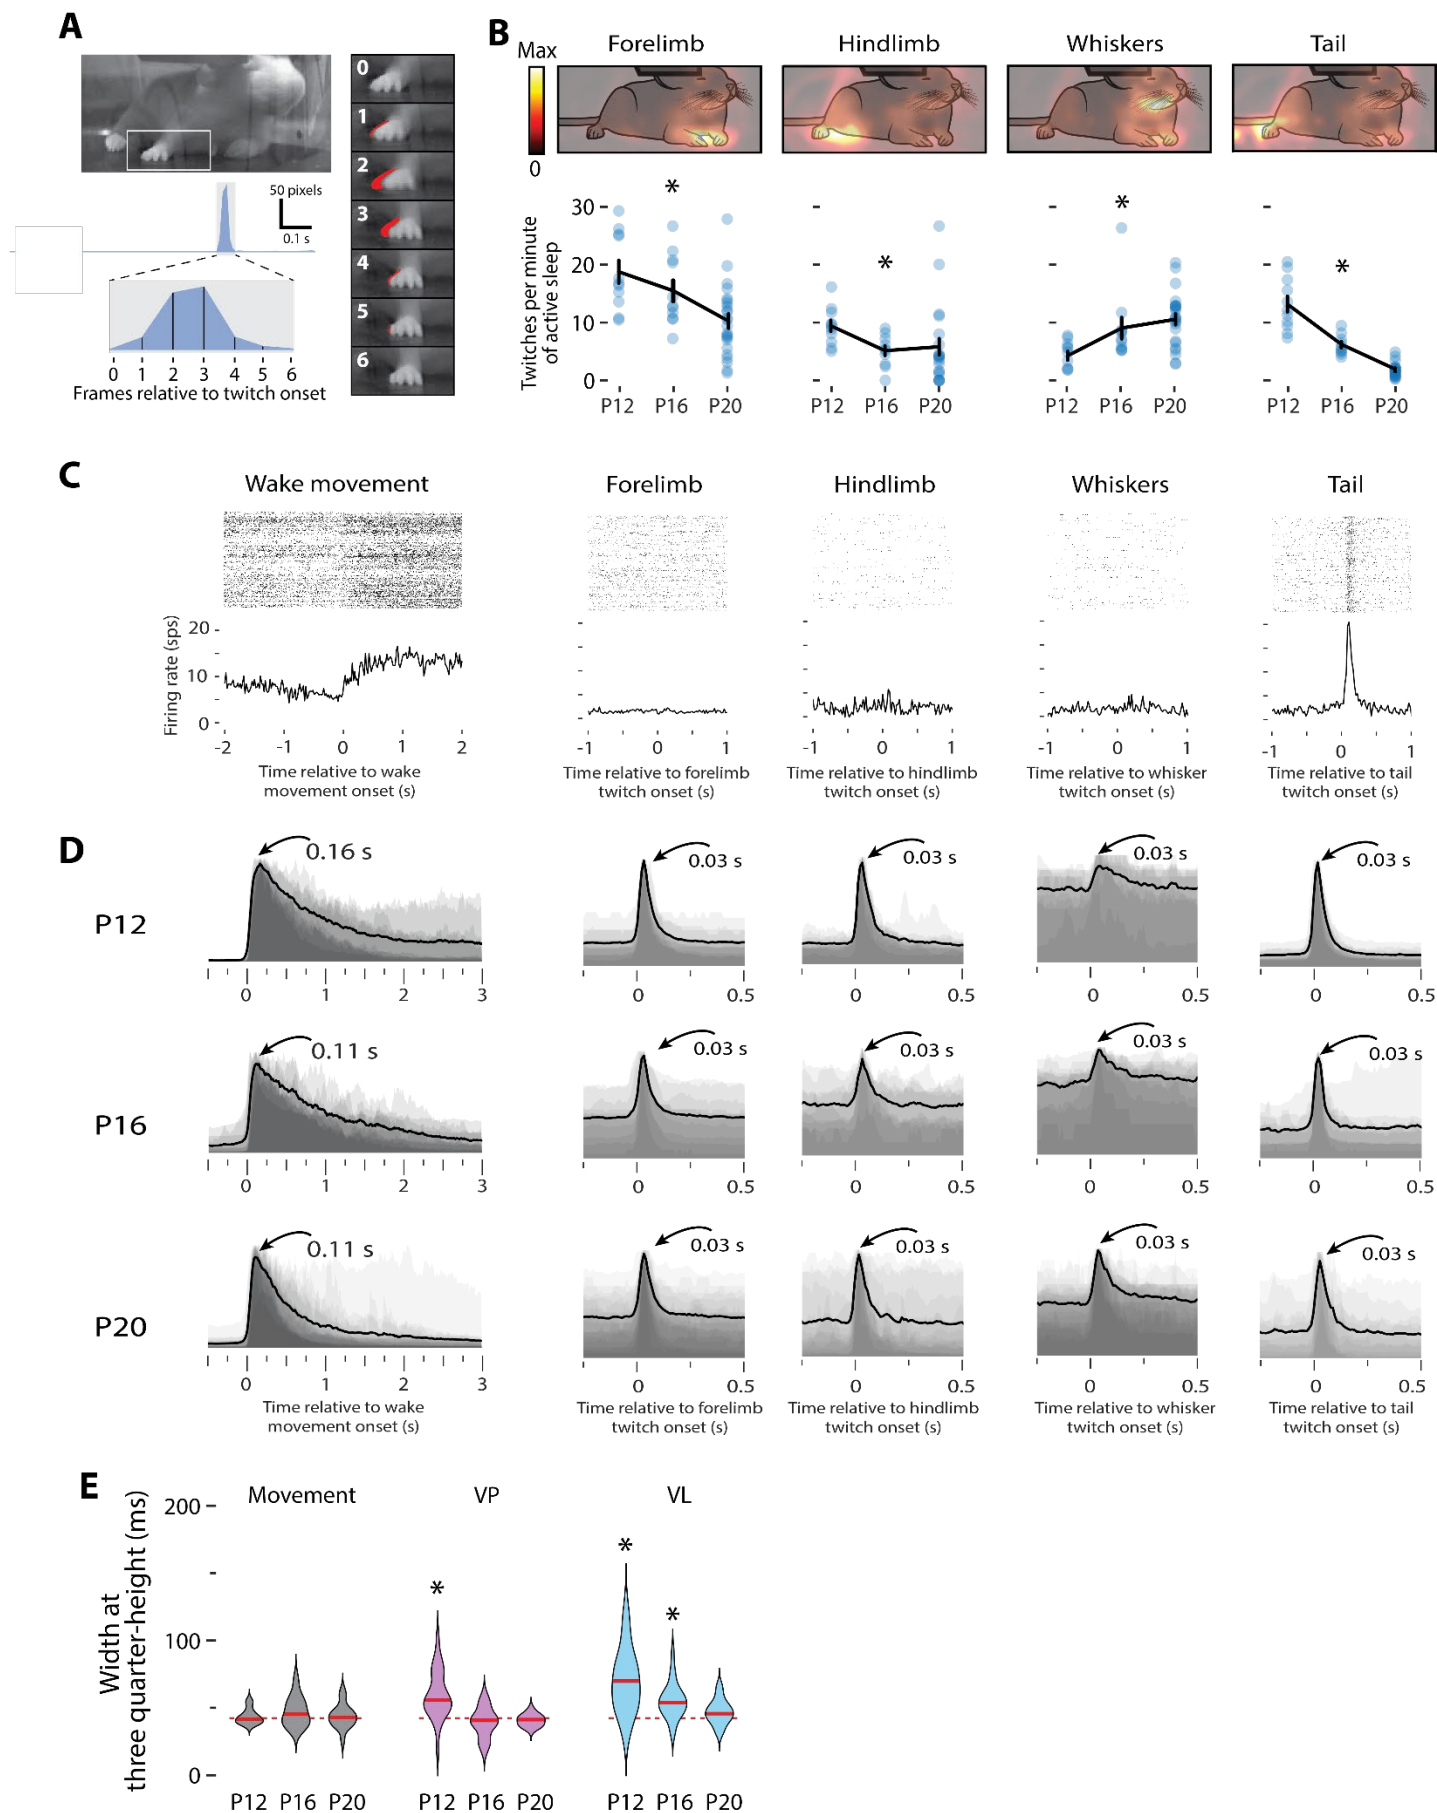 A
0
1
2
3
4
5
6
50 pixels
0.1 s
0 1 2 3 4 5 6
Frames relative to twitch onset
B
Max
0
Forelimb Hindlimb Whiskers Tail
Twitches per minute
of active sleep
30
20
10
0
* * * *
P12 P16 P20 P12 P16 P20 P12 P16 P20 P12 P16 P20
C
Wake movement Forelimb Hindlimb Whiskers Tail
Firing rate (sps)
20
10
0
-2 -1 0 1 2 -1 0 1 -1 0 1 -1 0 1 -1 0 1
Time relative to wake
movement onset (s)
Time relative to forelimb
twitch onset (s)
Time relative to hindlimb
twitch onset (s)
Time relative to whisker
twitch onset (s)
Time relative to tail
twitch onset (s)
D
P12
0.16 s 0.03 s 0.03 s 0.03 s 0.03 s
0 1 2 3 0 0.5 0 0.5 0 0.5 0 0.5
P16
0.11 s 0.03 s 0.03 s 0.03 s 0.03 s
0 1 2 3 0 0.5 0 0.5 0 0.5 0 0.5
P20
0.11 s 0.03 s 0.03 s 0.03 s 0.03 s
0 1 2 3 0 0.5 0 0.5 0 0.5 0 0.5
Time relative to wake
movement onset (s)
Time relative to forelimb
twitch onset (s)
Time relative to hindlimb
twitch onset (s)
Time relative to whisker
twitch onset (s)
Time relative to tail
twitch onset (s)
E
Movement VP VL
Width at
three quarter-height (ms)
200
100
0
* * *
P12 P16 P20 P12 P16 P20 P12 P16 P20